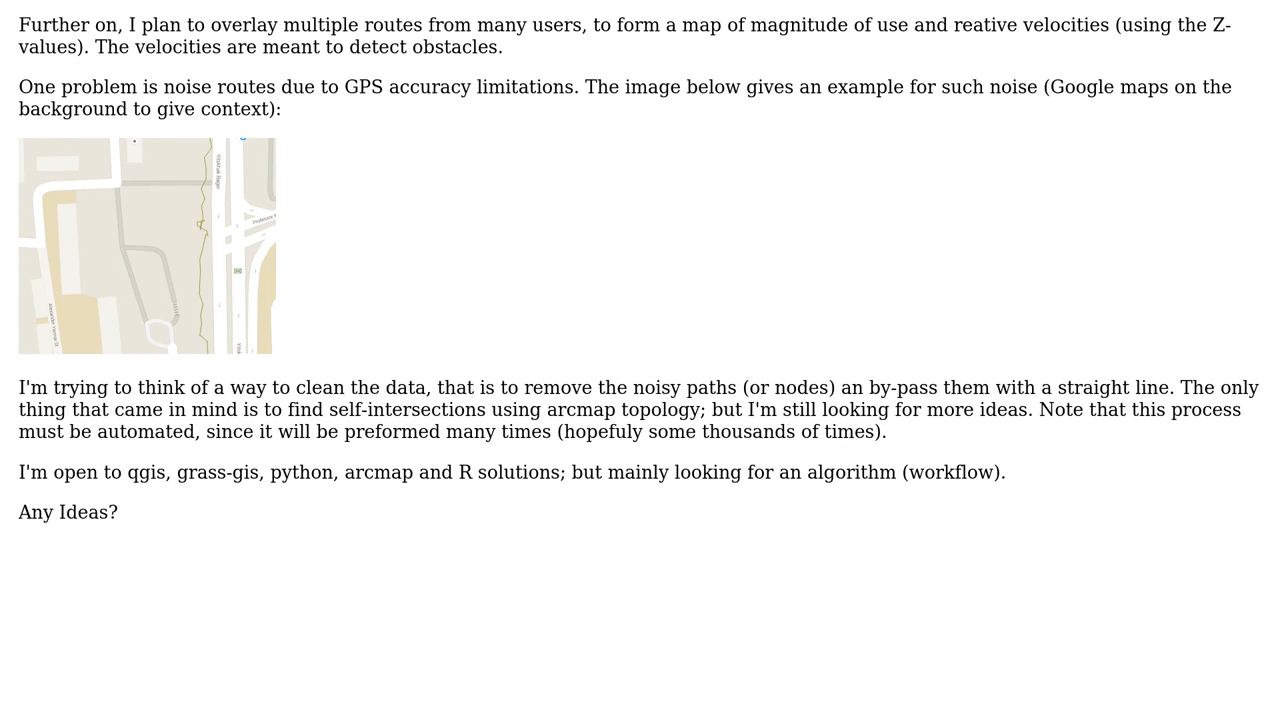 Further on, I plan to overlay multiple routes from many users, to form a map of magnitude of use and reative velocities (using the Z-
values). The velocities are meant to detect obstacles.
One problem is noise routes due to GPS accuracy limitations. The image below gives an example for such noise (Google maps on the
background to give context):
Yitskhak Rager
I'm trying to think of a way to clean the data, that is to remove the noisy paths (or nodes) an by-pass them with a straight line. The only
thing that came in mind is to find self-intersections using arcmap topology; but I'm still looking for more ideas. Note that this process
must be automated, since it will be preformed many times (hopefuly some thousands of times).
I'm open to qgis, grass-gis, python, arcmap and R solutions; but mainly looking for an algorithm (workflow).
Any Ideas?